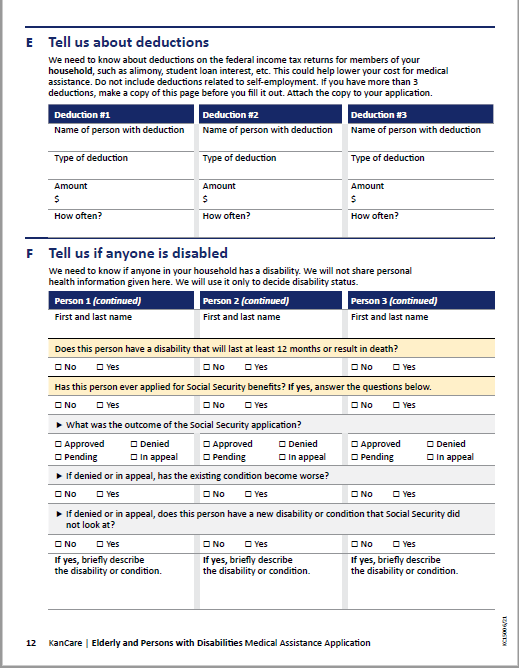 E Tell us about deductions
We need to know about deductions on the federal income tax returns for members of your
household, such as alimony, student loan interest, etc. This could help lower your cost for medical
assistance. Do not include deductions related to self-employment. If you have more than 3
deductions, make a copy of this page before you fill it out. Attach the copy to your application.
Deduction #1 Deduction #2 Deduction #3
Name of person with deduction Name of person with deduction Name of person with deduction
Type of deduction Type of deduction Type of deduction
Amount Amount Amount
$ $ $
How often? How often? How often?
F Tell us if anyone is disabled
We need to know if anyone in your household has a disability. We will not share personal
health information given here. We will use it only to decide disability status.
Person 1 (continued) Person 2 (continued) Person 3 (continued)
First and last name First and last name First and last name
Does this person have a disability that will last at least 12 months or result in death?
☐ No ☐ Yes ☐ No ☐ Yes ☐ No ☐ Yes
Has this person ever applied for Social Security benefits? If yes, answer the questions below.
☐ No ☐ Yes ☐ No ☐ Yes ☐ No ☐ Yes
► What was the outcome of the Social Security application?
☐ Approved ☐ Denied ☐ Approved ☐ Denied ☐ Approved ☐ Denied
☐ Pending ☐ In appeal ☐ Pending ☐ In appeal ☐ Pending ☐ In appeal
► If denied or in appeal, has the existing condition become worse?
☐ No ☐ Yes ☐ No ☐ Yes ☐ No ☐ Yes
► If denied or in appeal, does this person have a new disability or condition that Social Security did
not look at?
☐ No ☐ Yes ☐ No ☐ Yes ☐ No ☐ Yes
If yes, briefly describe If yes, briefly describe If yes, briefly describe
the disability or condition. the disability or condition. the disability or condition.
12 KanCare | Elderly and Persons with Disabilities Medical Assistance Application